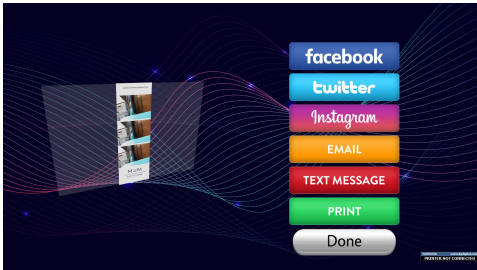 facebook
twitter
Instagram
EMAIL
TEXT MESSAGE
PRINT
Done
PRINTER NOT CONNECTED